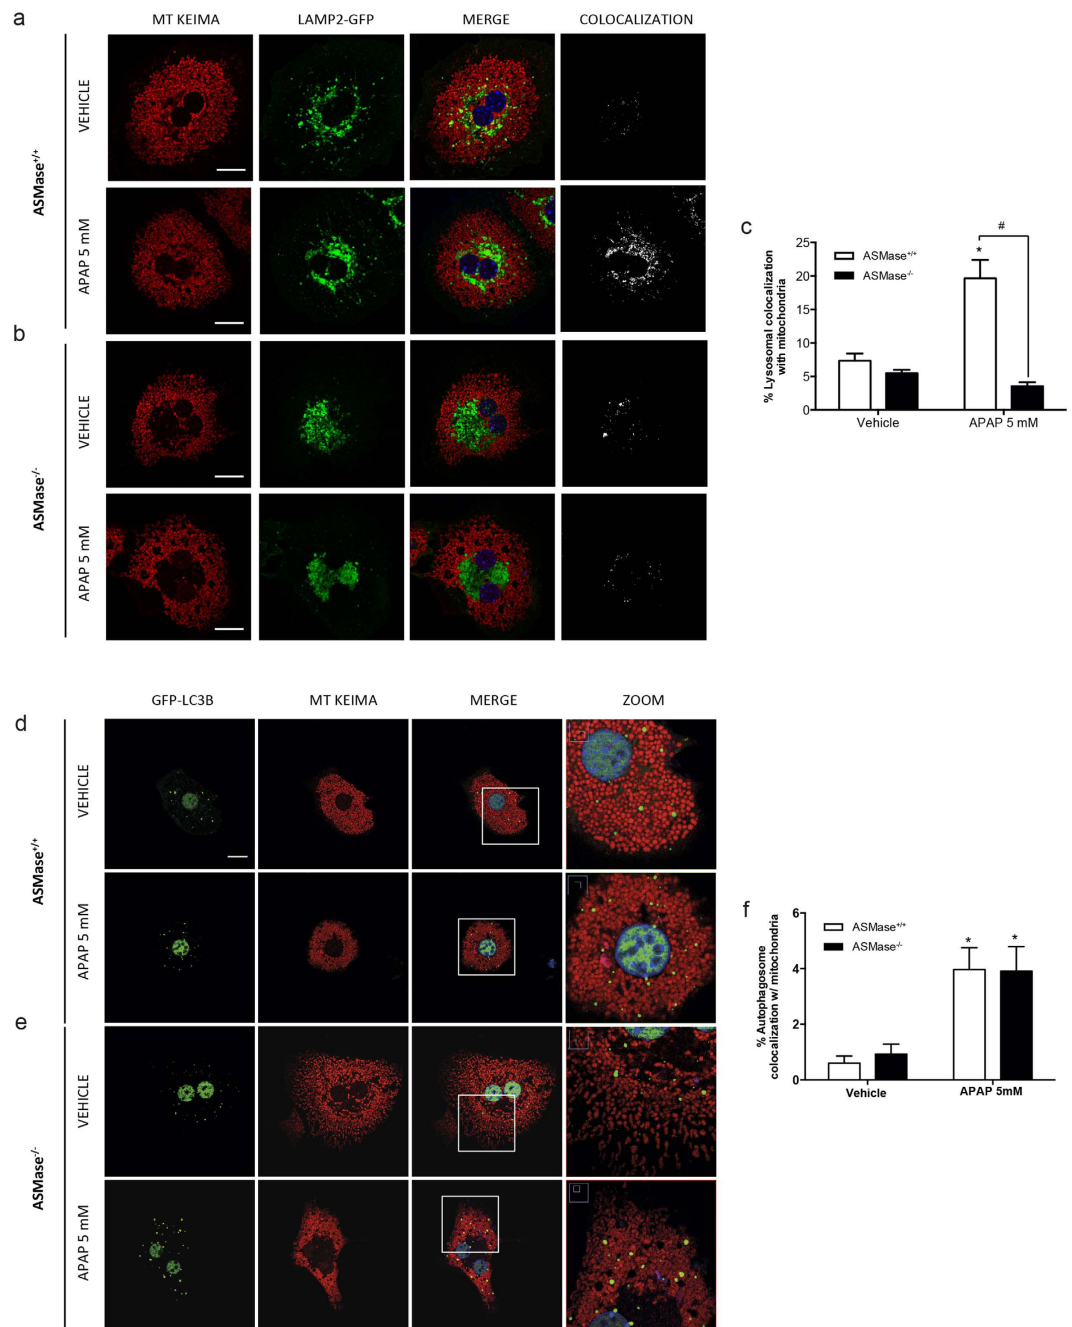 a
MT KEIMA LAMP2-GFP MERGE COLOCALIZATION
ASMase+/+
VEHICLE
APAP 5 mM
b
ASMase-/-
VEHICLE
APAP 5 mM
c
% Lysosomal colocalization
with mitochondria
25
20
15
10
5
0
ASMase+/+
ASMase-/-
*
#
Vehicle APAP 5 mM
GFP-LC3B MT KEIMA MERGE ZOOM
d
ASMase+/+
VEHICLE
APAP 5 mM
e
ASMase-/-
VEHICLE
APAP 5 mM
f
% Autophagosome
colocalization w/ mitochondria
6
4
2
0
ASMase+/+
ASMase-/-
* *
Vehicle APAP 5mM